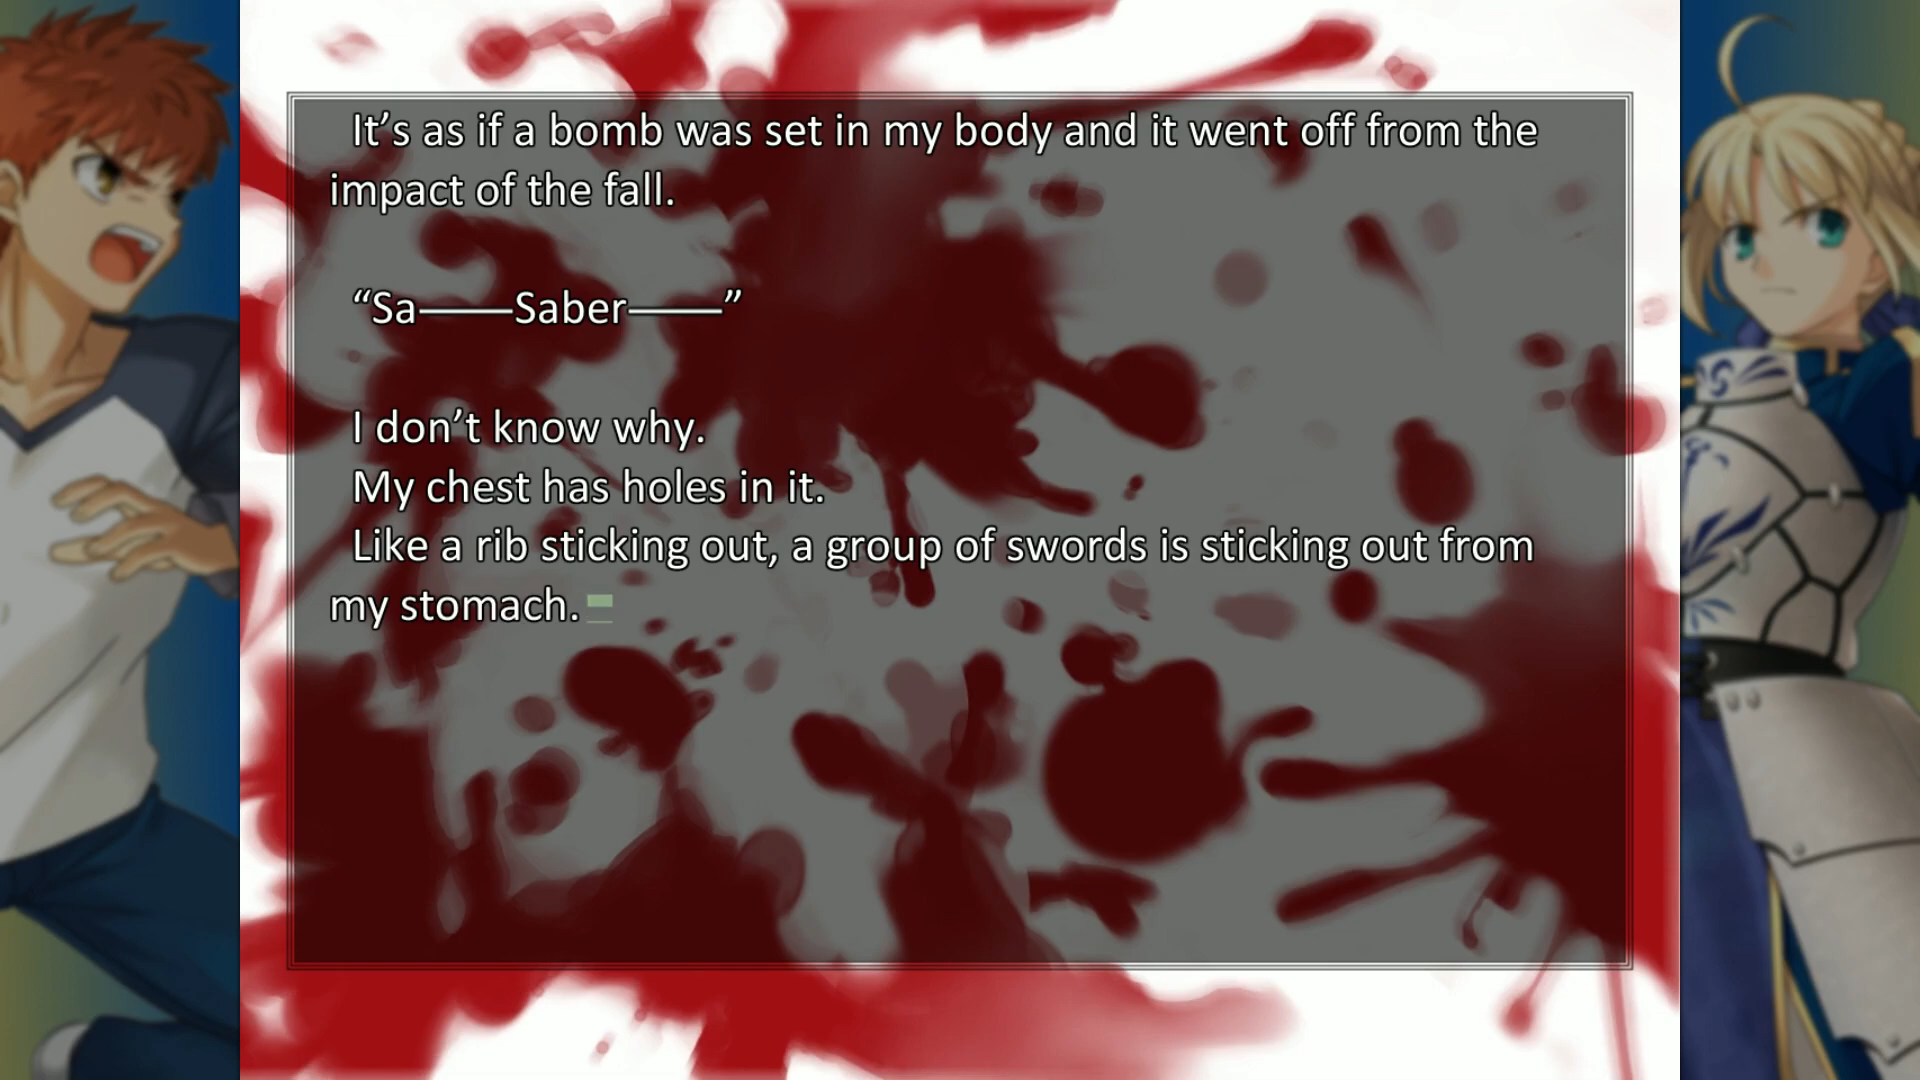 It’s as if a bomb was set in my body and it went off from the
impact of the fall.
“Sa――Saber――”
I don’t know why.
My chest has holes in it.
Like a rib sticking out, a group of swords is sticking out from
my stomach.